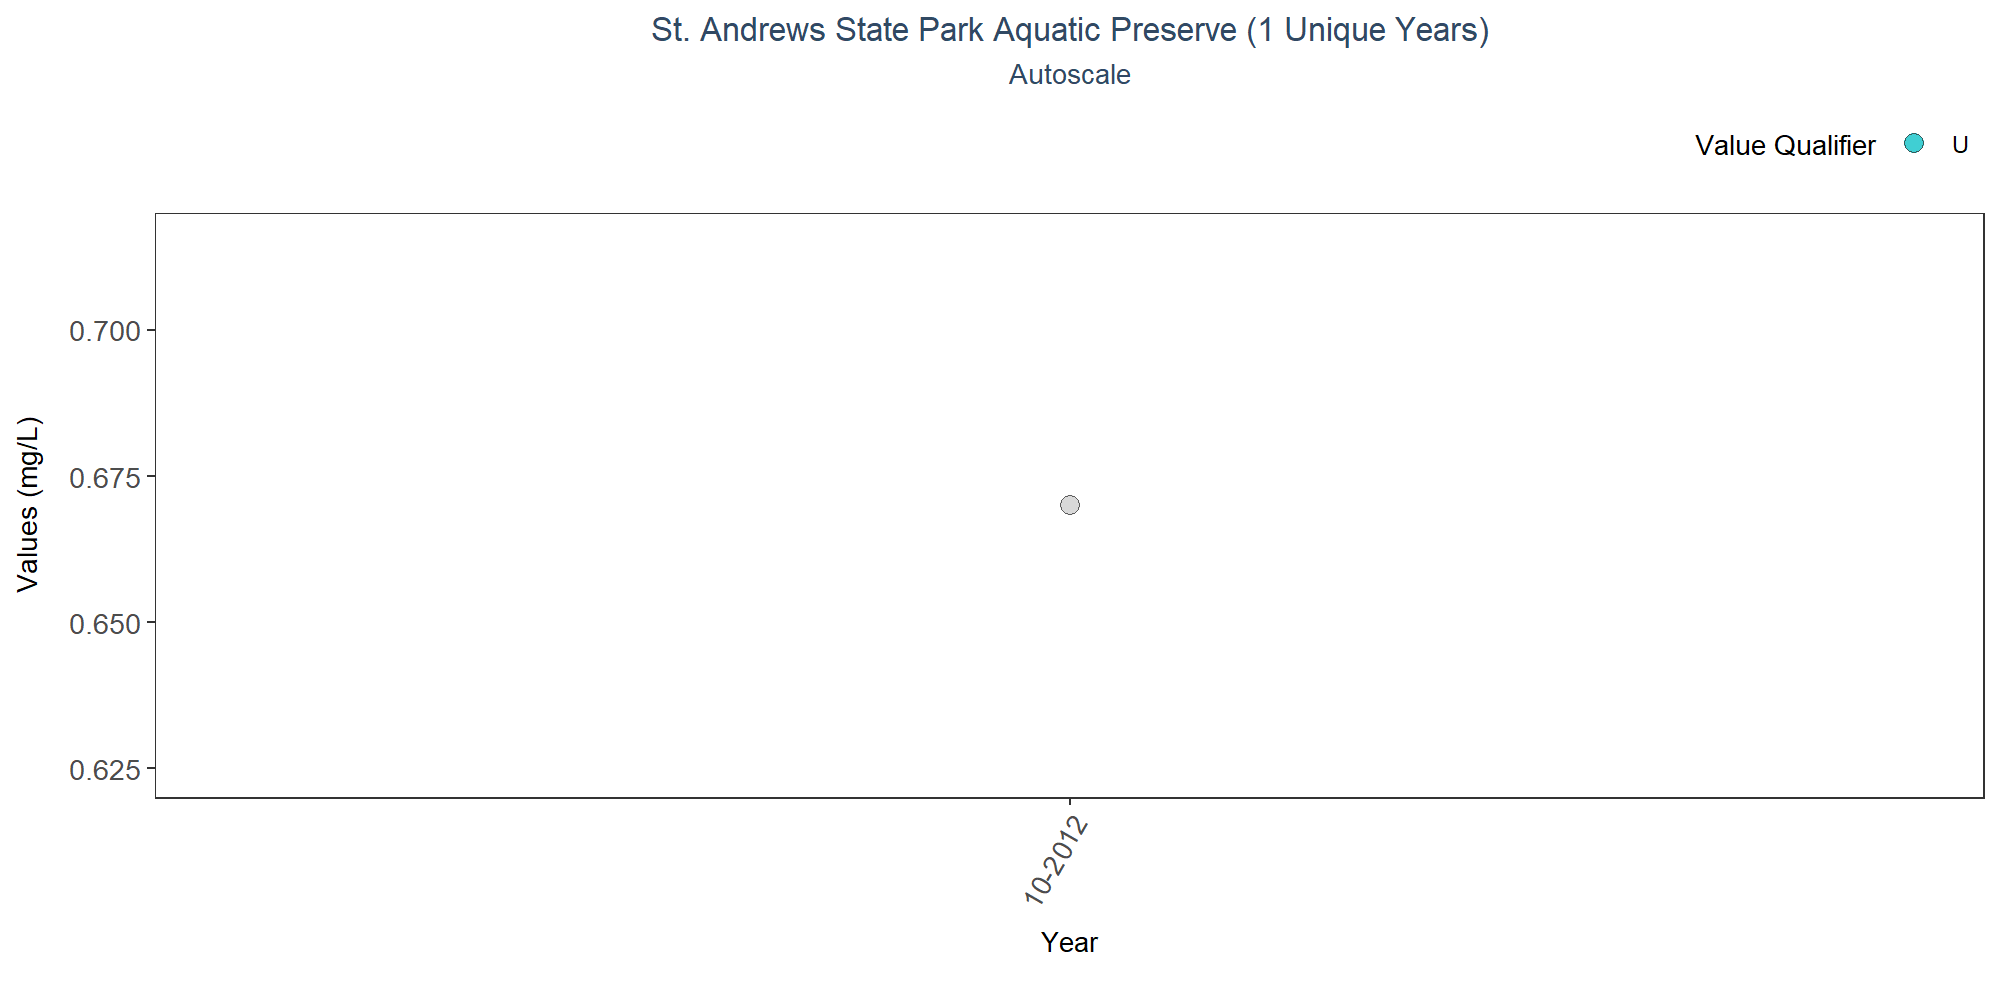 St. Andrews State Park Aquatic Preserve (1 Unique Years)
Autoscale
Value Qualifier U
0.700
0.675
0.650
0.625
Values (mg/L)
10-2012
Year